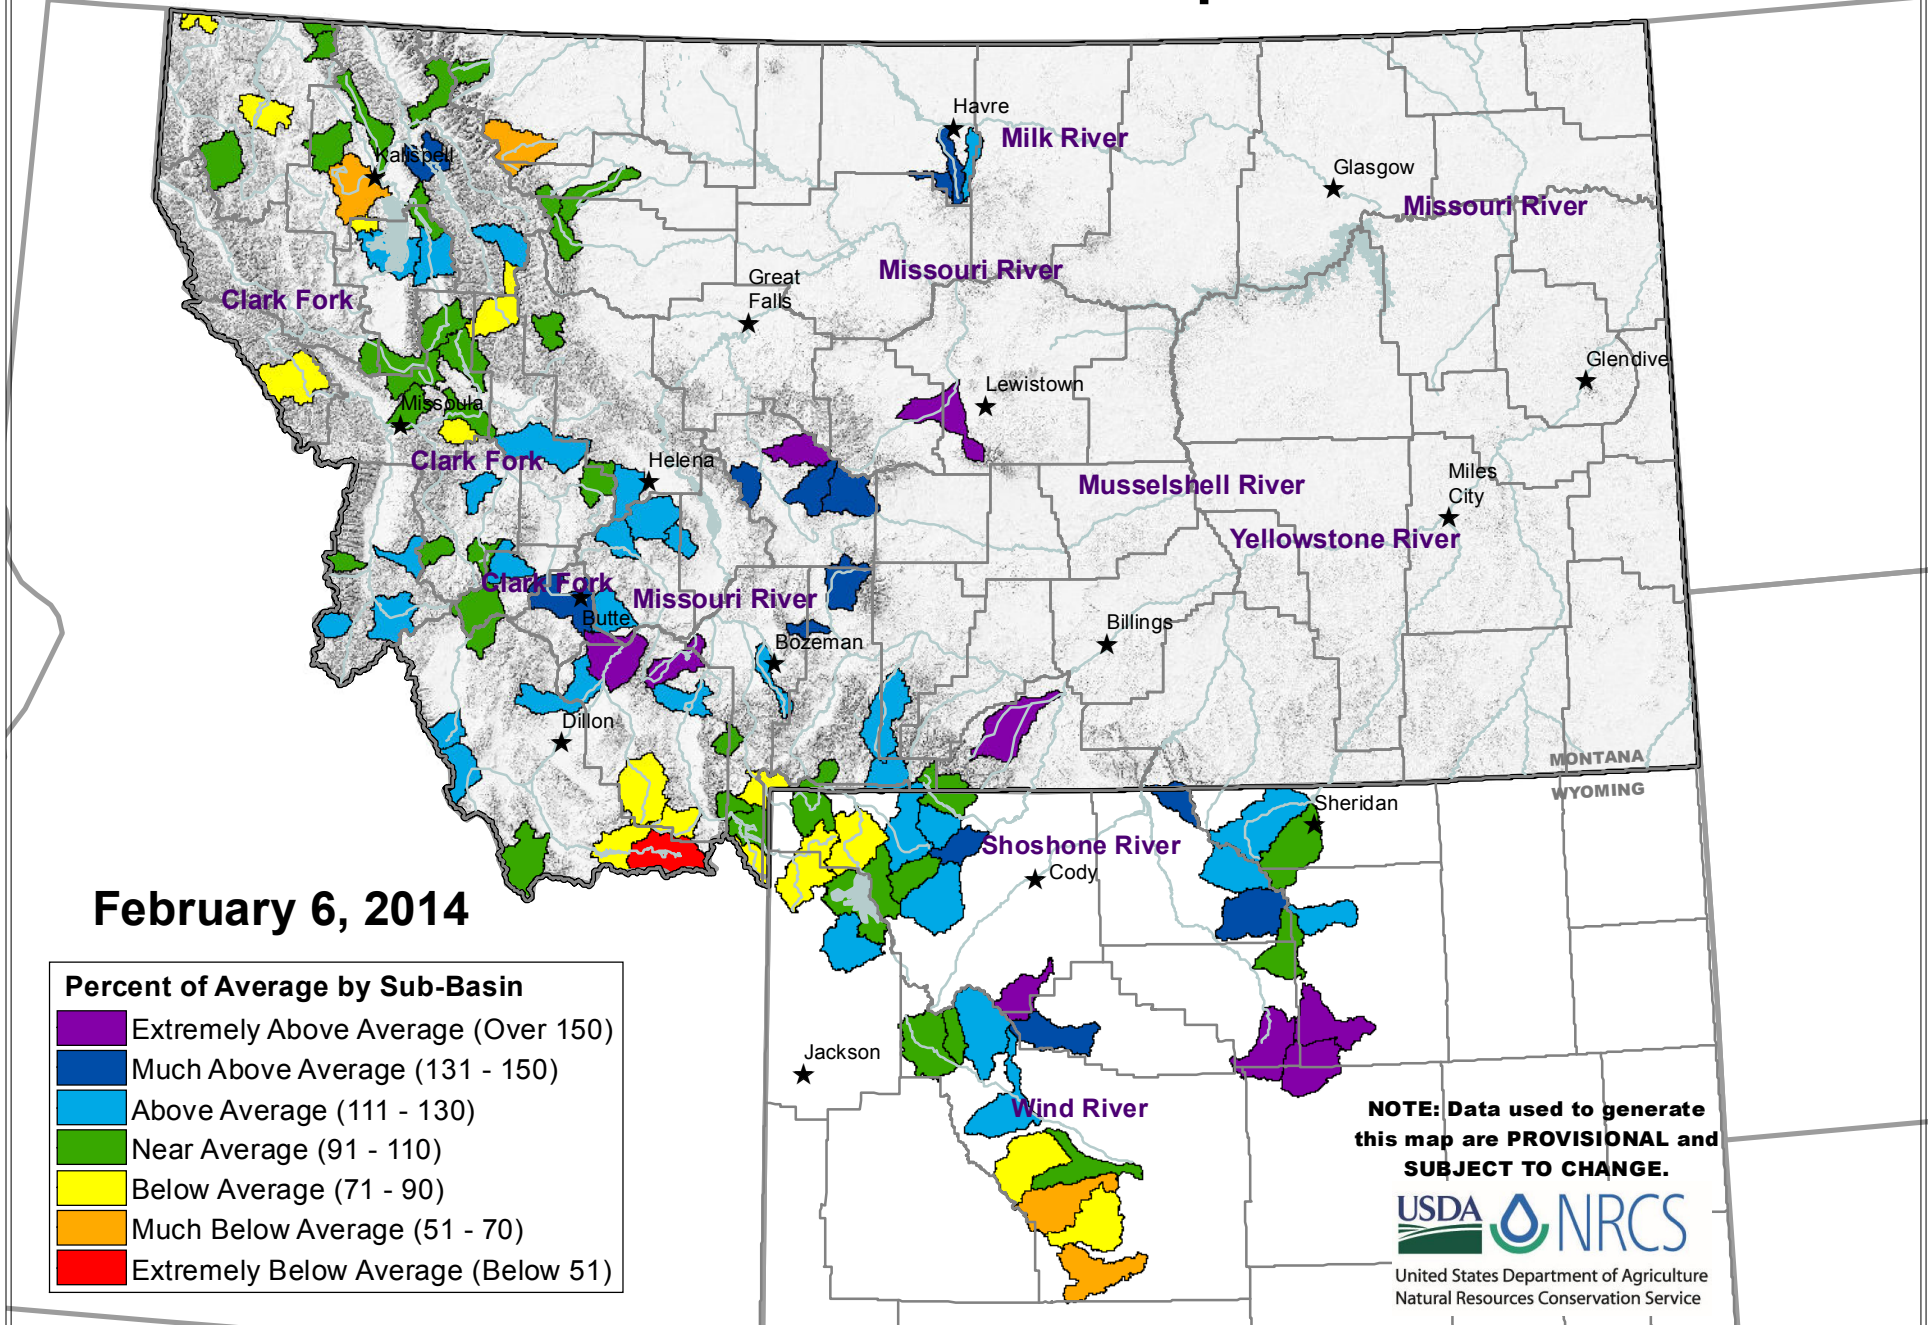 Havre
Milk River
Kalispell
Glasgow
Missouri River
Missouri River
Great
Falls
Clark Fork
Glendive
Lewistown
Missoula
Clark Fork
Helena
Miles
City
Musselshell River
Yellowstone River
Clark Fork
Missouri River
Butte
Billings
Bozeman
Dillon
MONTANA
WYOMING
Sheridan
Shoshone River
Cody
February 6, 2014
Percent of Average by Sub-Basin
Extremely Above Average (Over 150)
Much Above Average (131 - 150)
Above Average (111 - 130)
Near Average (91 - 110)
Below Average (71 - 90)
Much Below Average (51 - 70)
Extremely Below Average (Below 51)
Jackson
Wind River
NOTE: Data used to generate
this map are PROVISIONAL and
SUBJECT TO CHANGE.
USDA NRCS
United States Department of Agriculture
Natural Resources Conservation Service